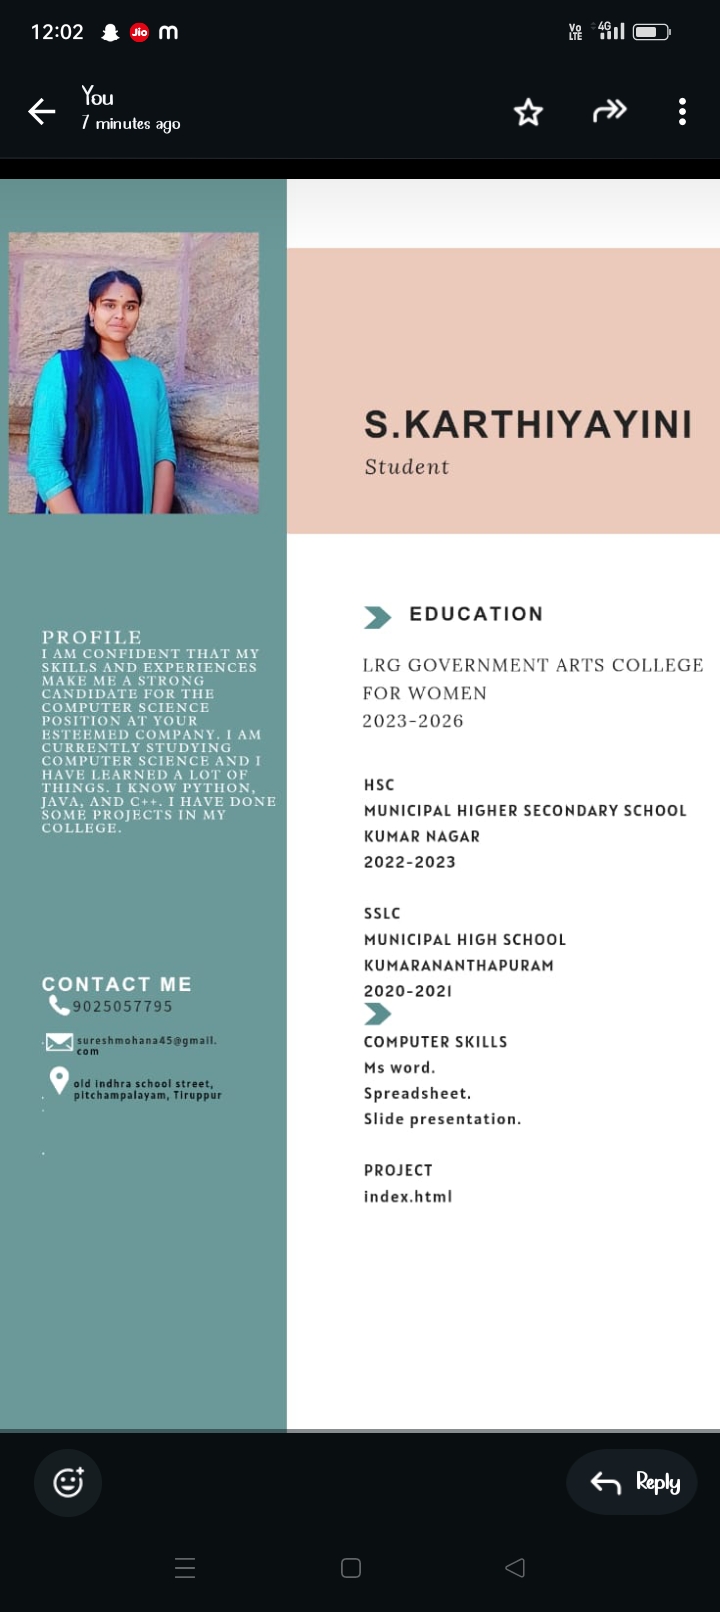 12:02
Jio
m
Vo
LTE
4G
You
7 minutes ago
S.KARTHIYAYINI
Student
PROFILE
I AM CONFIDENT THAT MY
SKILLS AND EXPERIENCES
MAKE ME A STRONG
CANDIDATE FOR THE
COMPUTER SCIENCE
POSITION AT YOUR
ESTEEMED COMPANY. I AM
CURRENTLY STUDYING
COMPUTER SCIENCE AND I
HAVE LEARNED A LOT OF
THINGS. I KNOW PYTHON,
JAVA, AND C++. I HAVE DONE
SOME PROJECTS IN MY
COLLEGE.
CONTACT ME
9025057795
sureshmohana45@gmail.
com
old indhra school street,
pitchampalayam, Tiruppur
EDUCATION
LRG GOVERNMENT ARTS COLLEGE
FOR WOMEN
2023-2026
HSC
MUNICIPAL HIGHER SECONDARY SCHOOL
KUMAR NAGAR
2022-2023
SSLC
MUNICIPAL HIGH SCHOOL
KUMARANANTHAPURAM
2020-2021
COMPUTER SKILLS
Ms word.
Spreadsheet.
Slide presentation.
PROJECT
index.html
Reply